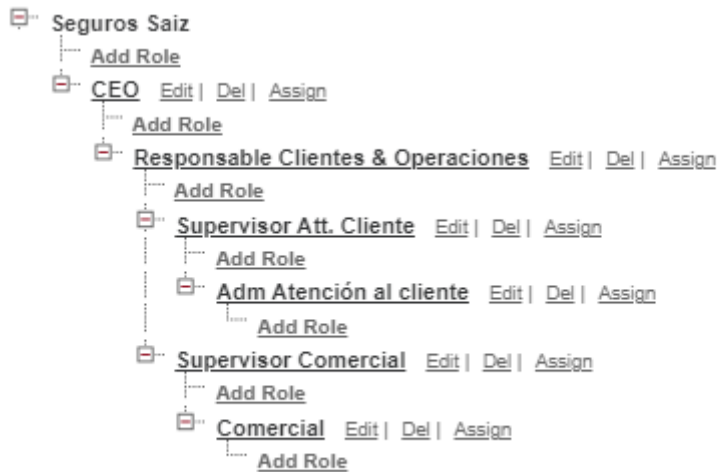 Seguros Saiz
Add Role
CEO Edit | Del | Assign
Add Role
Responsable Clientes & Operaciones Edit | Del | Assign
Add Role
Supervisor Att. Cliente Edit | Del | Assign
Add Role
Adm Atención al cliente Edit | Del | Assign
Add Role
Supervisor Comercial Edit | Del | Assign
Add Role
Comercial Edit | Del | Assign
Add Role